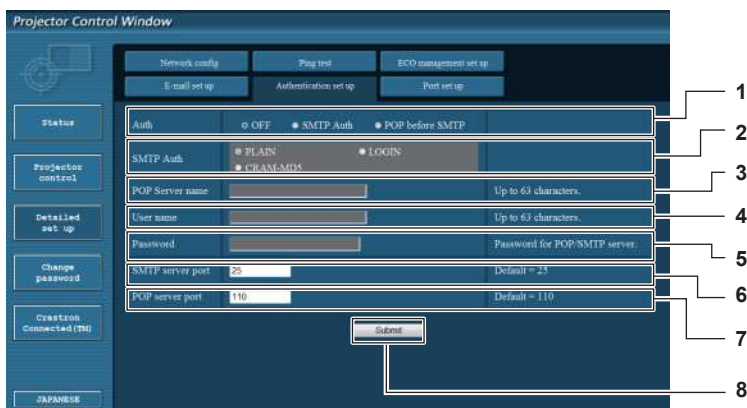 Projector Control Window
Network config Ping test ECO management set up
E-mail set up Authentication set up Port set up
Status
Projector control
Detailed set up
Change password
Crestron Connected(TM)
JAPANESE
Auth OFF SMTP Auth POP before SMTP
SMTP Auth PLAIN LOGIN
CRAM-MD5
POP Server name Up to 63 characters.
User name Up to 63 characters.
Password Password for POP/SMTP server.
SMTP server port 25 Default = 25
POP server port 110 Default = 110
Submit
1
2
3
4
5
6
7
8